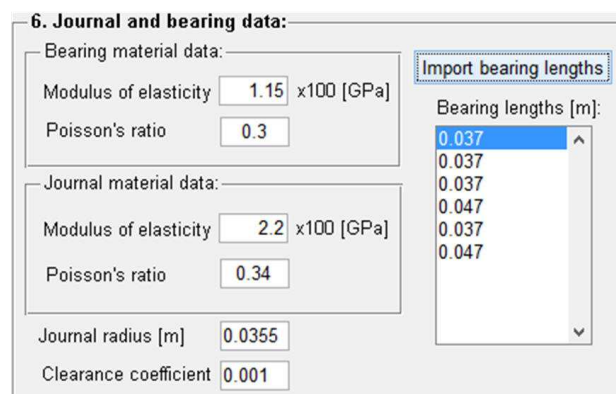 6. Journal and bearing data:
Bearing material data:
Modulus of elasticity 1.15 x100 [GPa]
Poisson's ratio 0.3
Journal material data:
Modulus of elasticity 2.2 x100 [GPa]
Poisson's ratio 0.34
Journal radius [m] 0.0355
Clearance coefficient 0.001
Import bearing lengths
Bearing lengths [m]:
0.037
0.037
0.037
0.047
0.037
0.047